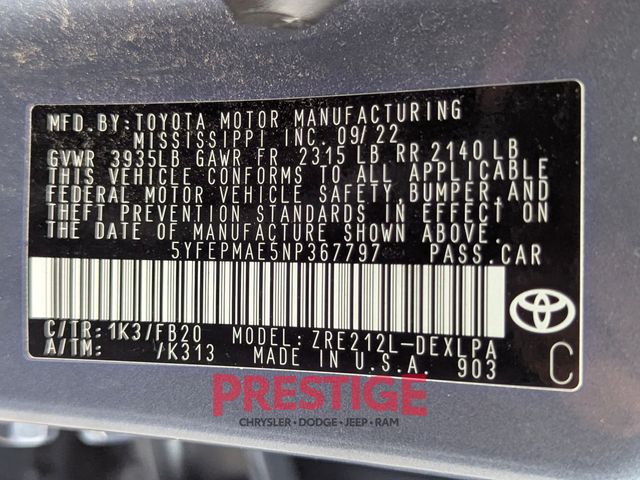 MFD.BY: TOYOTA MOTOR MANUFACTURING
MISSISSIPPI INC. 09/22
GVWR 3935LB GAWR FR 2315 LB RR 2140 LB
THIS VEHICLE CONFORMS TO ALL APPLICABLE
FEDERAL MOTOR VEHICLE SAFETY, BUMPER, AND
THEFT PREVENTION STANDARDS IN EFFECT ON
THE DATE OF MANUFACTURE SHOWN ABOVE.
5YFEPMAE5NP367797 PASS.CAR
C/TR: 1K3/FB20 MODEL: ZRE212L-DEXLPA
A/TM: /K313 MADE IN U.S.A. 903
C
PRESTIGE
CHRYSLER • DODGE • JEEP • RAM